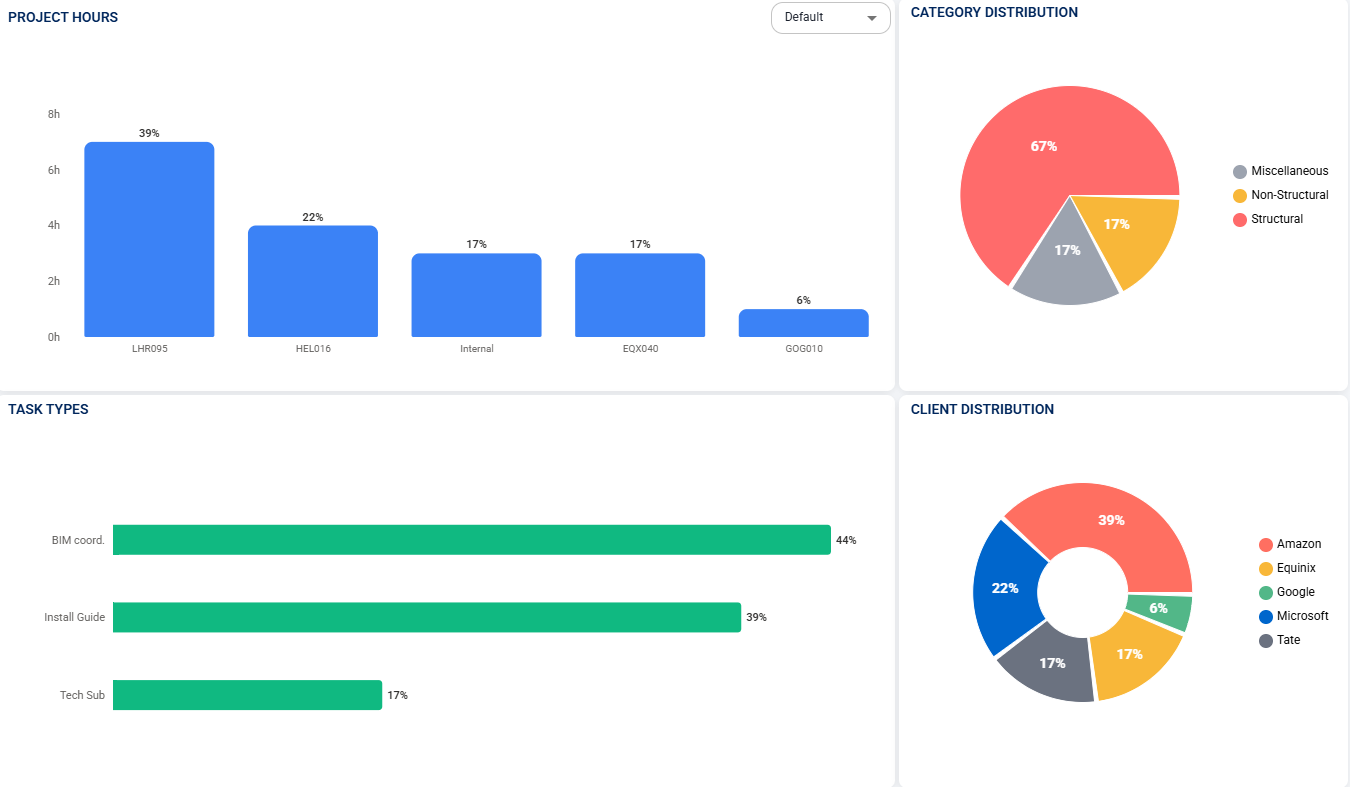 PROJECT HOURS
Default
8h
6h
4h
2h
0h
39%
22%
17%
17%
6%
LHR095
HEL016
Internal
EQX040
GOG010
CATEGORY DISTRIBUTION
67%
17%
17%
Miscellaneous
Non-Structural
Structural
TASK TYPES
BIM coord.
44%
Install Guide
39%
Tech Sub
17%
CLIENT DISTRIBUTION
39%
22%
6%
17%
17%
Amazon
Equinix
Google
Microsoft
Tate